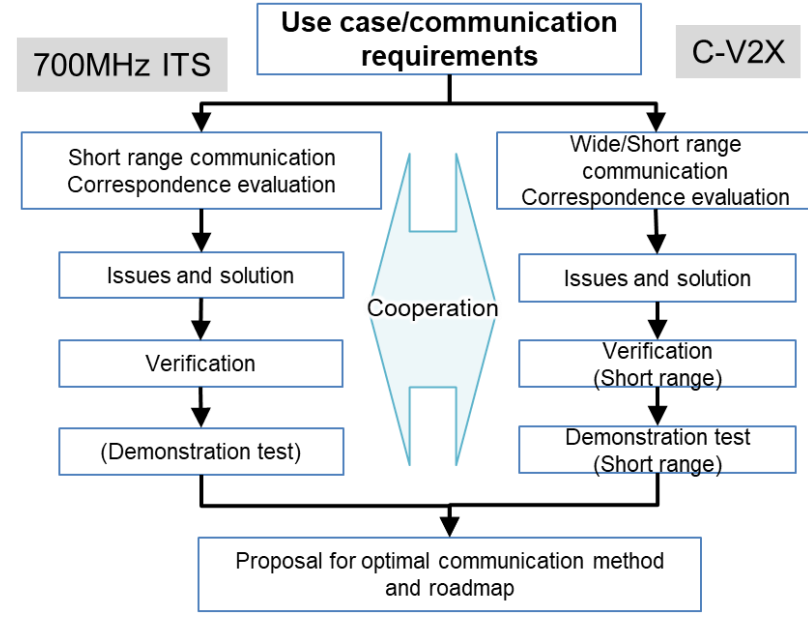 Use case/communication
requirements
700MHz ITS
C-V2X
Short range communication
Correspondence evaluation
Wide/Short range
communication
Correspondence evaluation
Issues and solution
Issues and solution
Cooperation
Verification
Verification
(Short range)
(Demonstration test)
Demonstration test
(Short range)
Proposal for optimal communication method
and roadmap